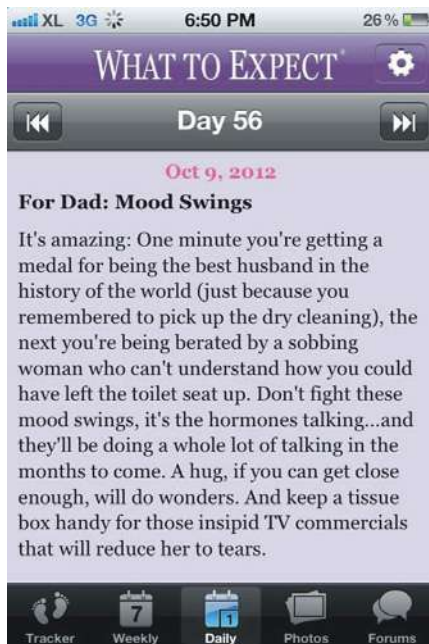 XL 3G 6:50 PM 26%
WHAT TO EXPECT®
Day 56
Oct 9, 2012
For Dad: Mood Swings
It's amazing: One minute you're getting a
medal for being the best husband in the
history of the world (just because you
remembered to pick up the dry cleaning), the
next you're being berated by a sobbing
woman who can't understand how you could
have left the toilet seat up. Don't fight these
mood swings, it's the hormones talking...and
they'll be doing a whole lot of talking in the
months to come. A hug, if you can get close
enough, will do wonders. And keep a tissue
box handy for those insipid TV commercials
that will reduce her to tears.
7 1
Tracker Weekly Daily Photos Forums